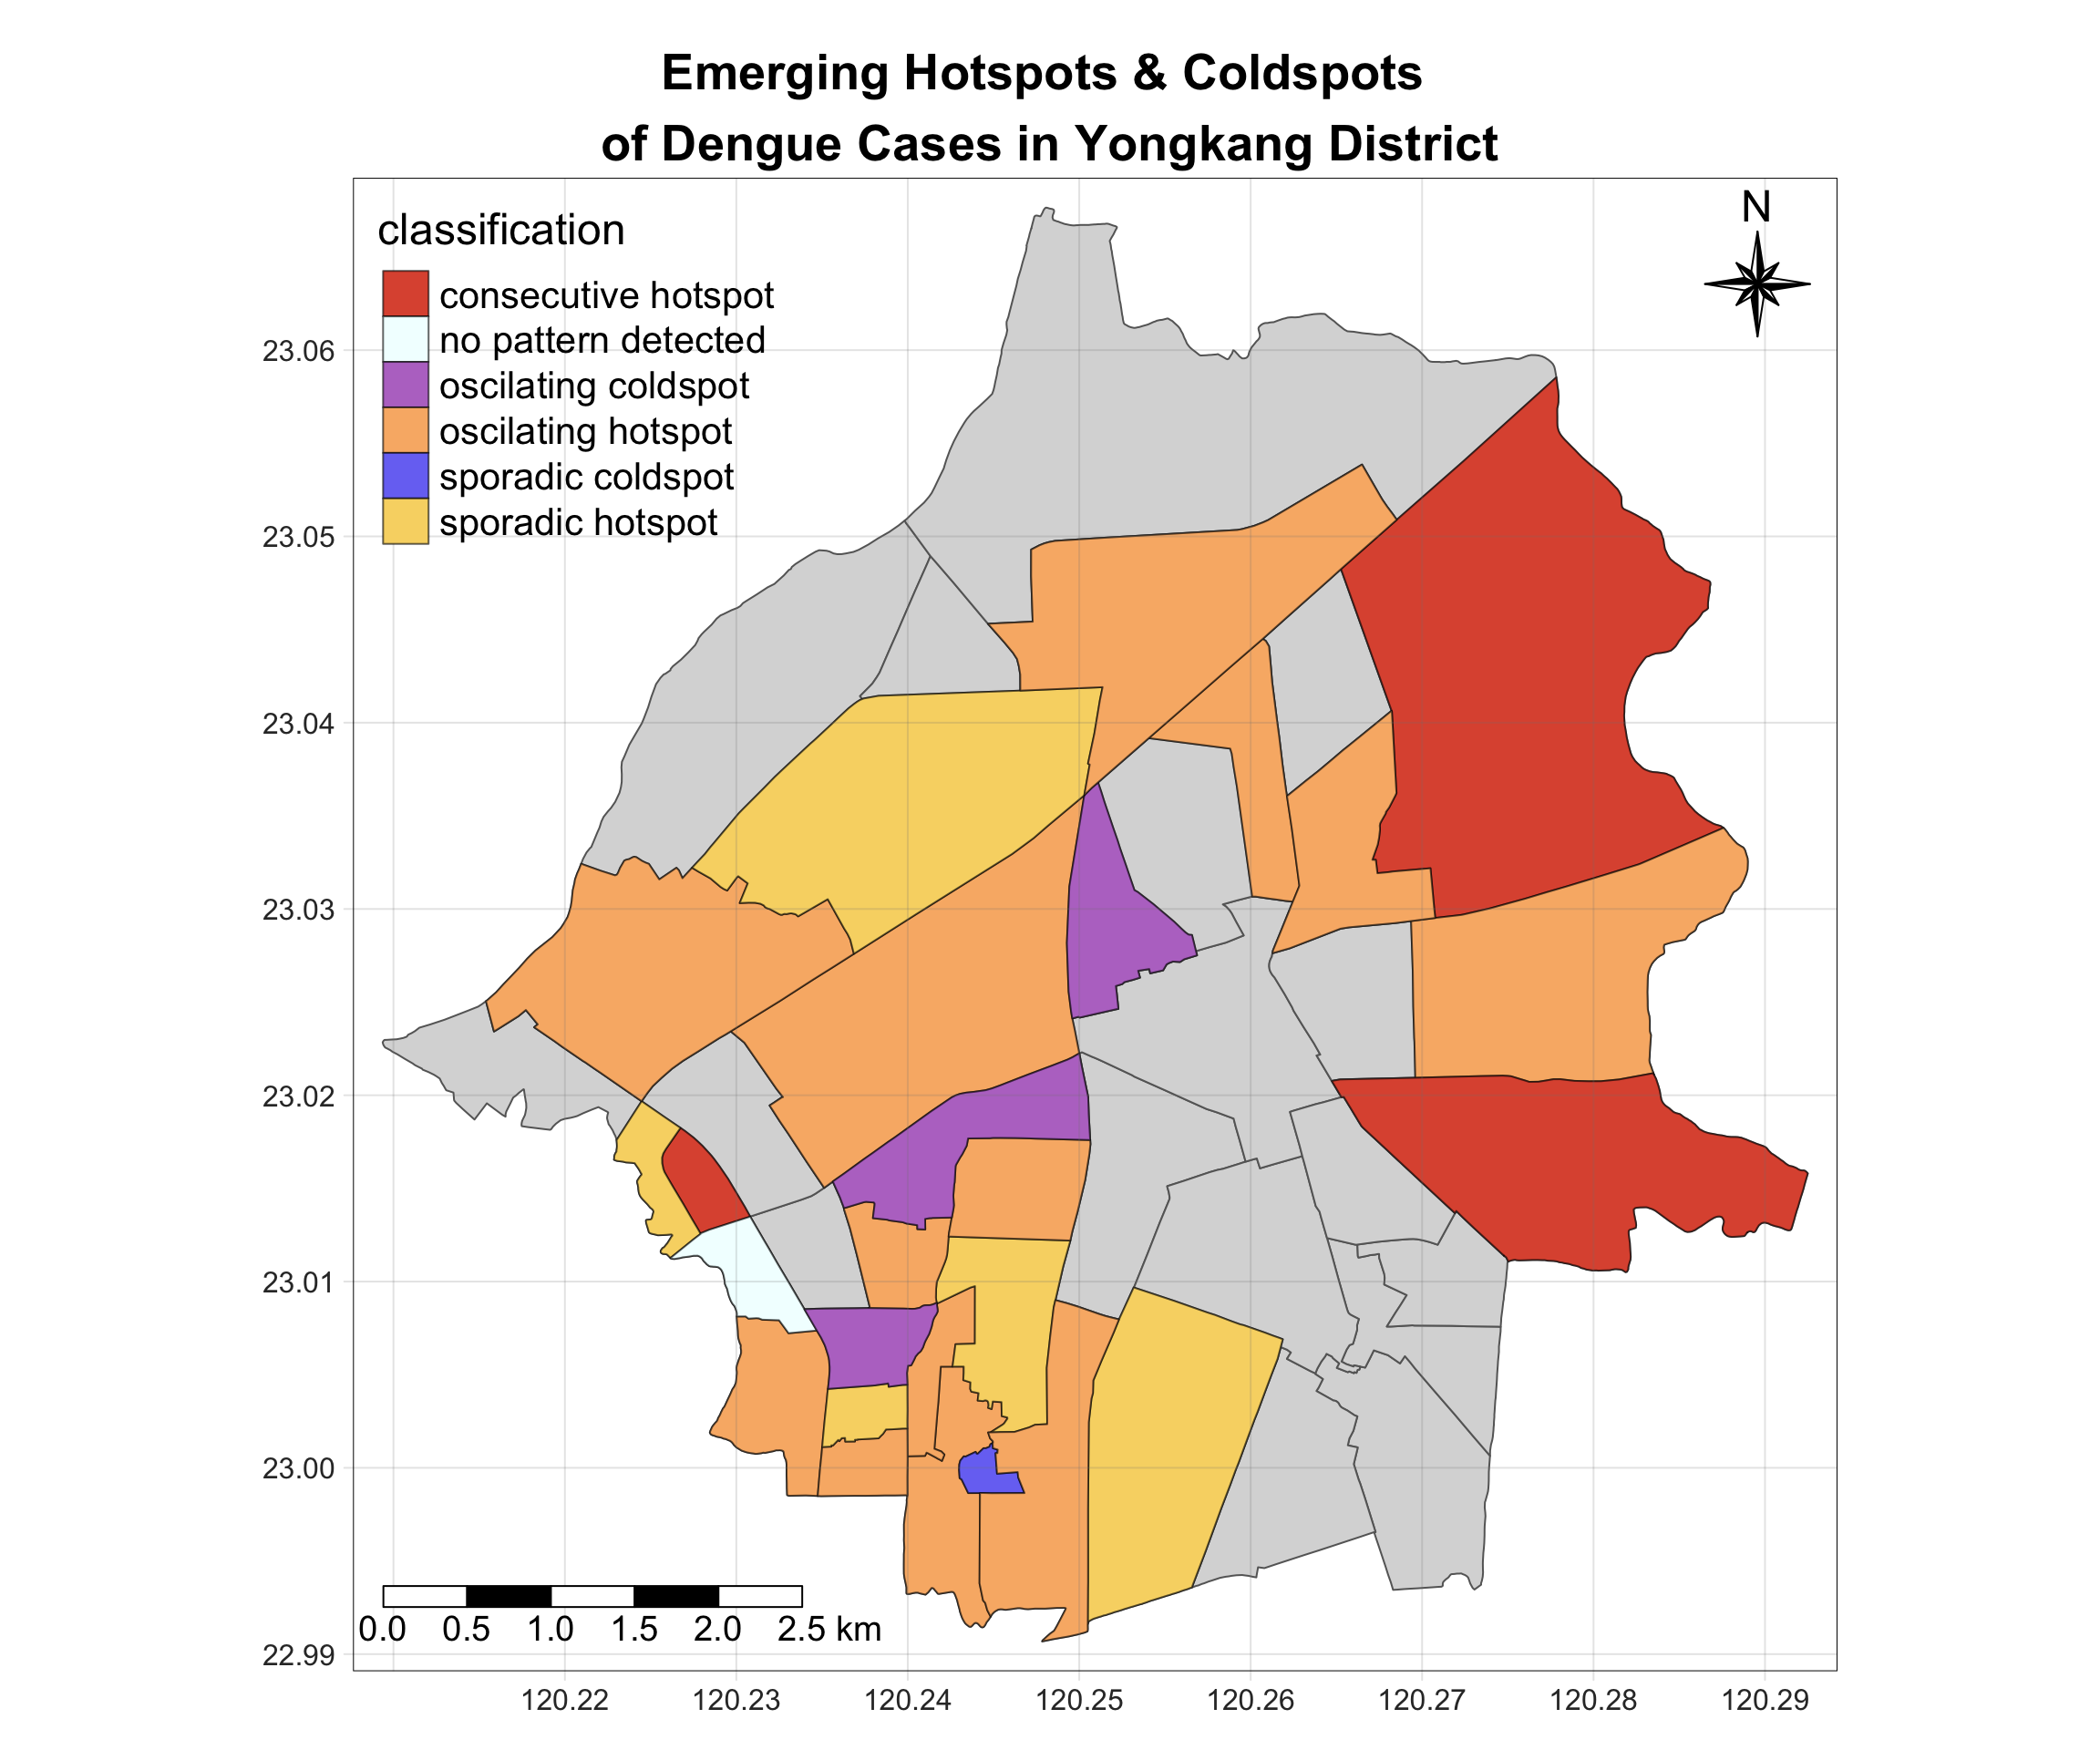 Emerging Hotspots & Coldspots
of Dengue Cases in Yongkang District
N
classification
consecutive hotspot
no pattern detected
oscilating coldspot
oscilating hotspot
sporadic coldspot
sporadic hotspot
23.06
23.05
23.04
23.03
23.02
23.01
23.00
22.99
0.0 0.5 1.0 1.5 2.0 2.5 km
120.22 120.23 120.24 120.25 120.26 120.27 120.28 120.29